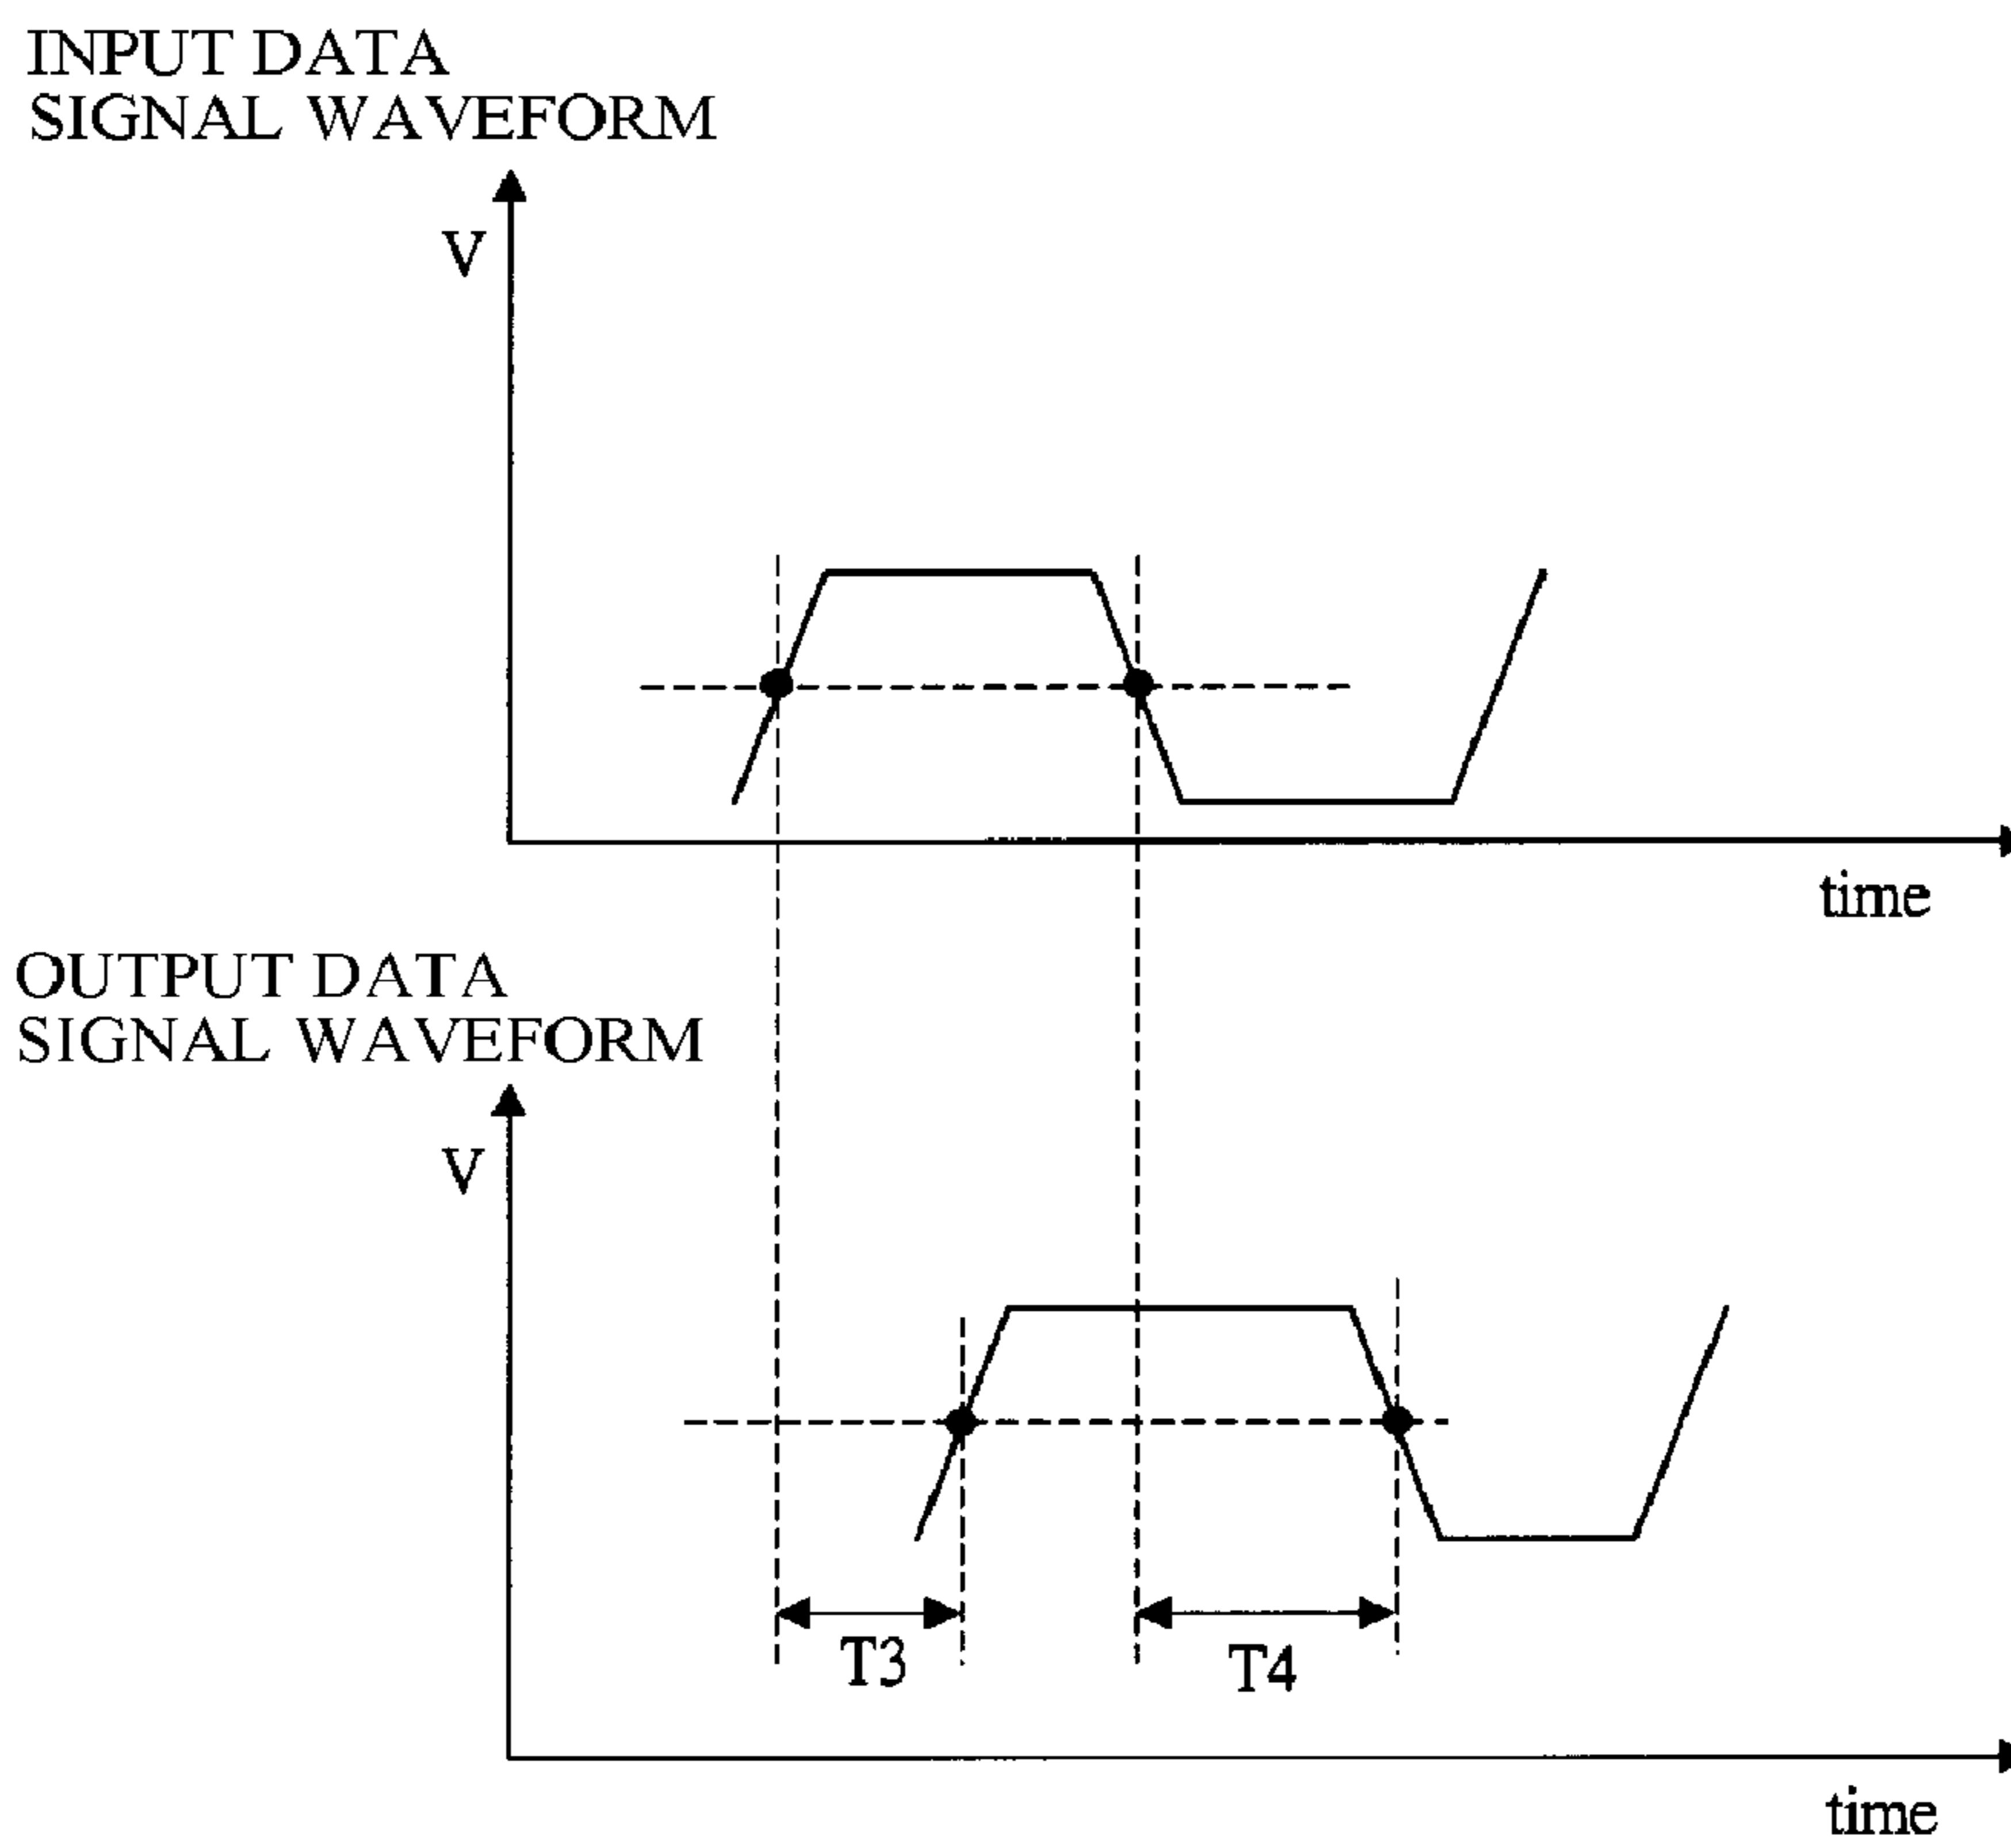 INPUT DATA
SIGNAL WAVEFORM
V
time
OUTPUT DATA
SIGNAL WAVEFORM
V
T3
T4
time